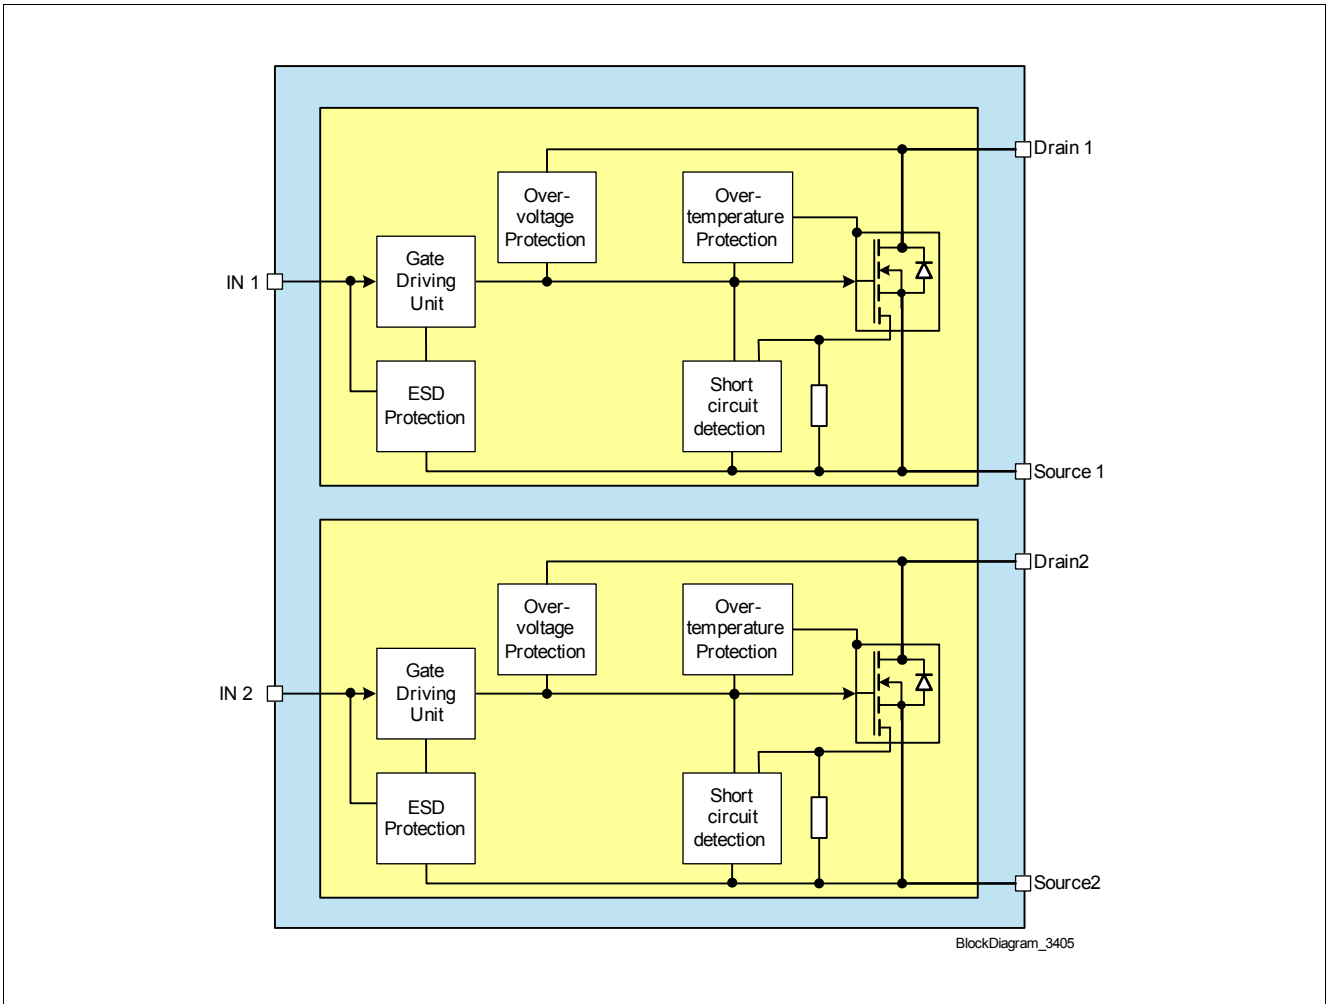 Drain 1
Over-
voltage
Protection
Over-
temperature
Protection
IN 1
Gate
Driving
Unit
ESD
Protection
Short
circuit
detection
Source 1
Drain2
Over-
voltage
Protection
Over-
temperature
Protection
IN 2
Gate
Driving
Unit
ESD
Protection
Short
circuit
detection
Source2
BlockDiagram_3405